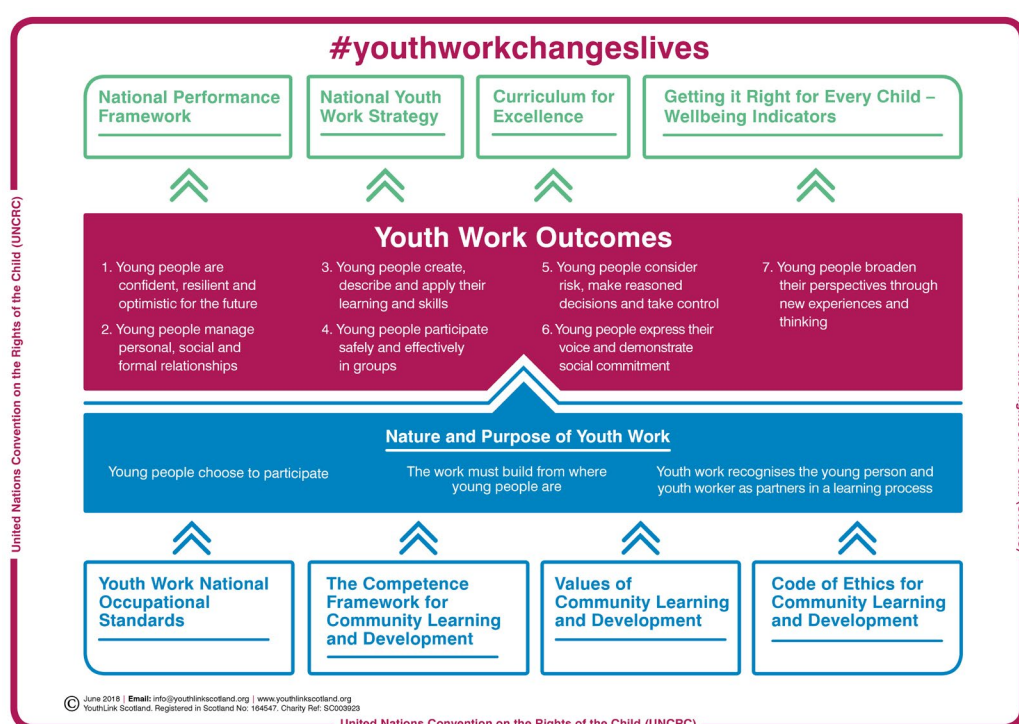 #youthworkchangeslives
National Performance
Framework
National Youth
Work Strategy
Curriculum for
Excellence
Getting it Right for Every Child –
Wellbeing Indicators
Youth Work Outcomes
1. Young people are
confident, resilient and
optimistic for the future
2. Young people manage
personal, social and
formal relationships
3. Young people create,
describe and apply their
learning and skills
4. Young people participate
safely and effectively
in groups
5. Young people consider
risk, make reasoned
decisions and take control
6. Young people express their
voice and demonstrate
social commitment
7. Young people broaden
their perspectives through
new experiences and
thinking
Nature and Purpose of Youth Work
Young people choose to participate
The work must build from where
young people are
Youth work recognises the young person and
youth worker as partners in a learning process
Youth Work National
Occupational
Standards
The Competence
Framework for
Community Learning
and Development
Values of
Community Learning
and Development
Code of Ethics for
Community Learning
and Development
United Nations Convention on the Rights of the Child (UNCRC)
© June 2018 | Email: info@youthlinkscotland.org | www.youthlinkscotland.org
YouthLink Scotland. Registered in Scotland No: 164547. Charity Ref: SC003923
United Nations Convention on the Rights of the Child (UNCRC)